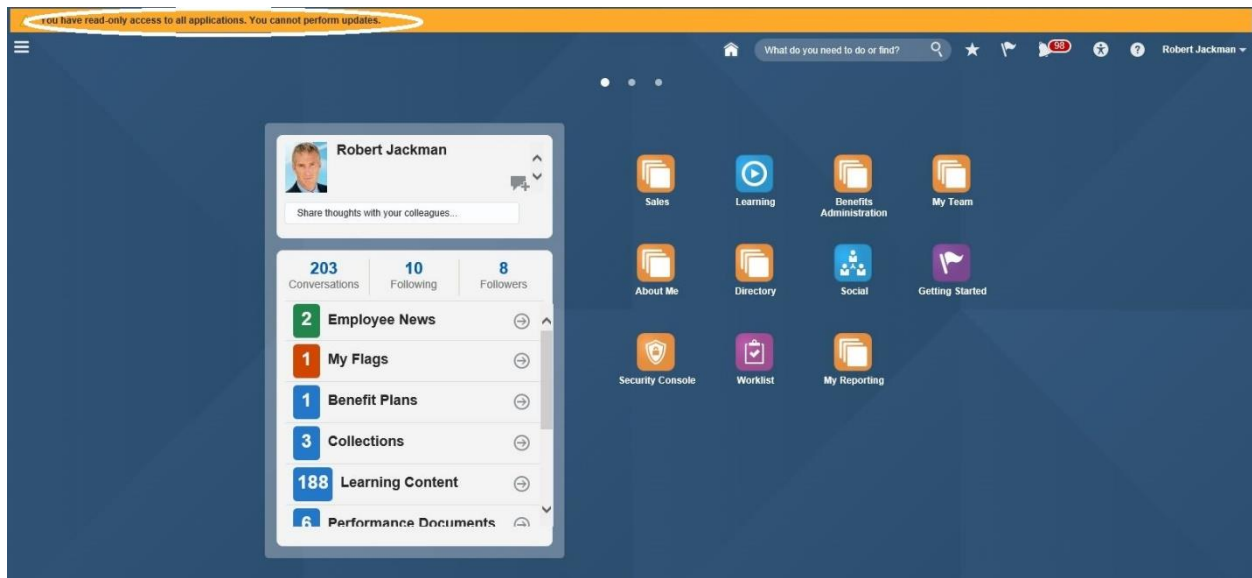 You have read-only access to all applications. You cannot perform updates.
What do you need to do or find?
98
Robert Jackman
Robert Jackman
Share thoughts with your colleagues...
203 10 8
Conversations Following Followers
2 Employee News
1 My Flags
1 Benefit Plans
3 Collections
188 Learning Content
6 Performance Documents
Sales Learning Benefits Administration My Team
About Me Directory Social Getting Started
Security Console Worklist My Reporting